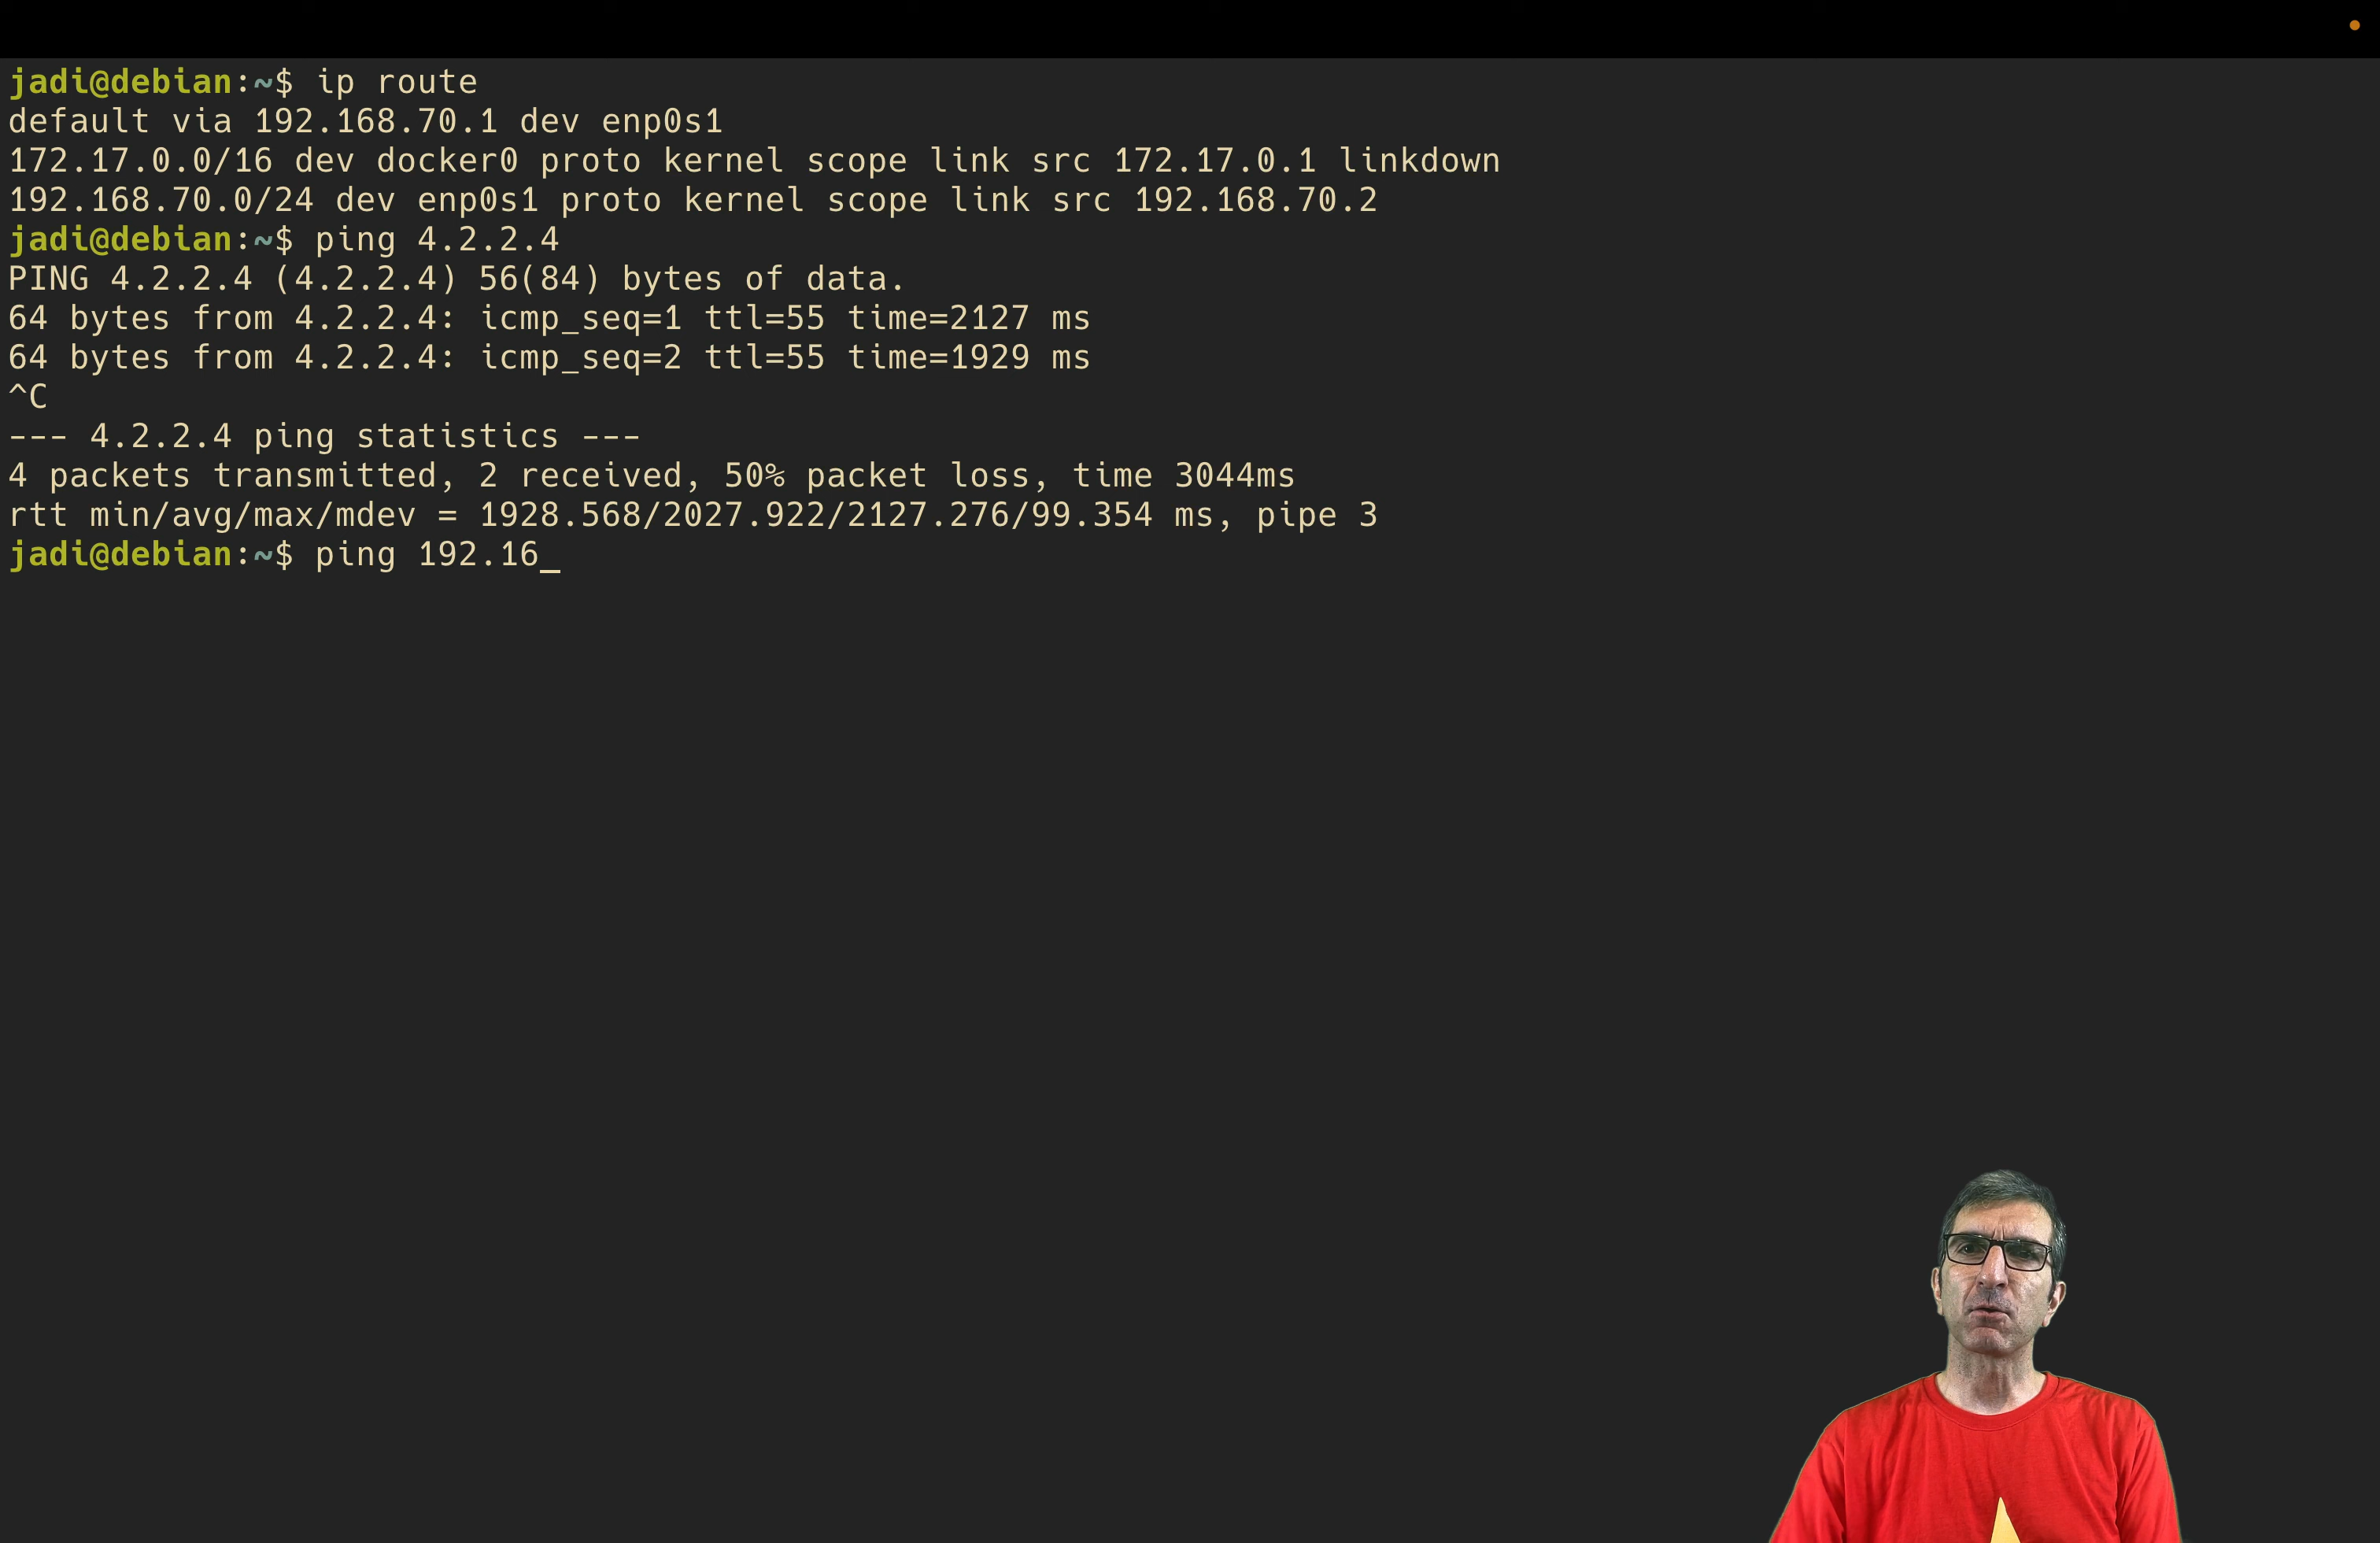 jadi@debian:~$ ip route
default via 192.168.70.1 dev enp0s1
172.17.0.0/16 dev docker0 proto kernel scope link src 172.17.0.1 linkdown
192.168.70.0/24 dev enp0s1 proto kernel scope link src 192.168.70.2
jadi@debian:~$ ping 4.2.2.4
PING 4.2.2.4 (4.2.2.4) 56(84) bytes of data.
64 bytes from 4.2.2.4: icmp_seq=1 ttl=55 time=2127 ms
64 bytes from 4.2.2.4: icmp_seq=2 ttl=55 time=1929 ms
^C
--- 4.2.2.4 ping statistics ---
4 packets transmitted, 2 received, 50% packet loss, time 3044ms
rtt min/avg/max/mdev = 1928.568/2027.922/2127.276/99.354 ms, pipe 3
jadi@debian:~$ ping 192.16_